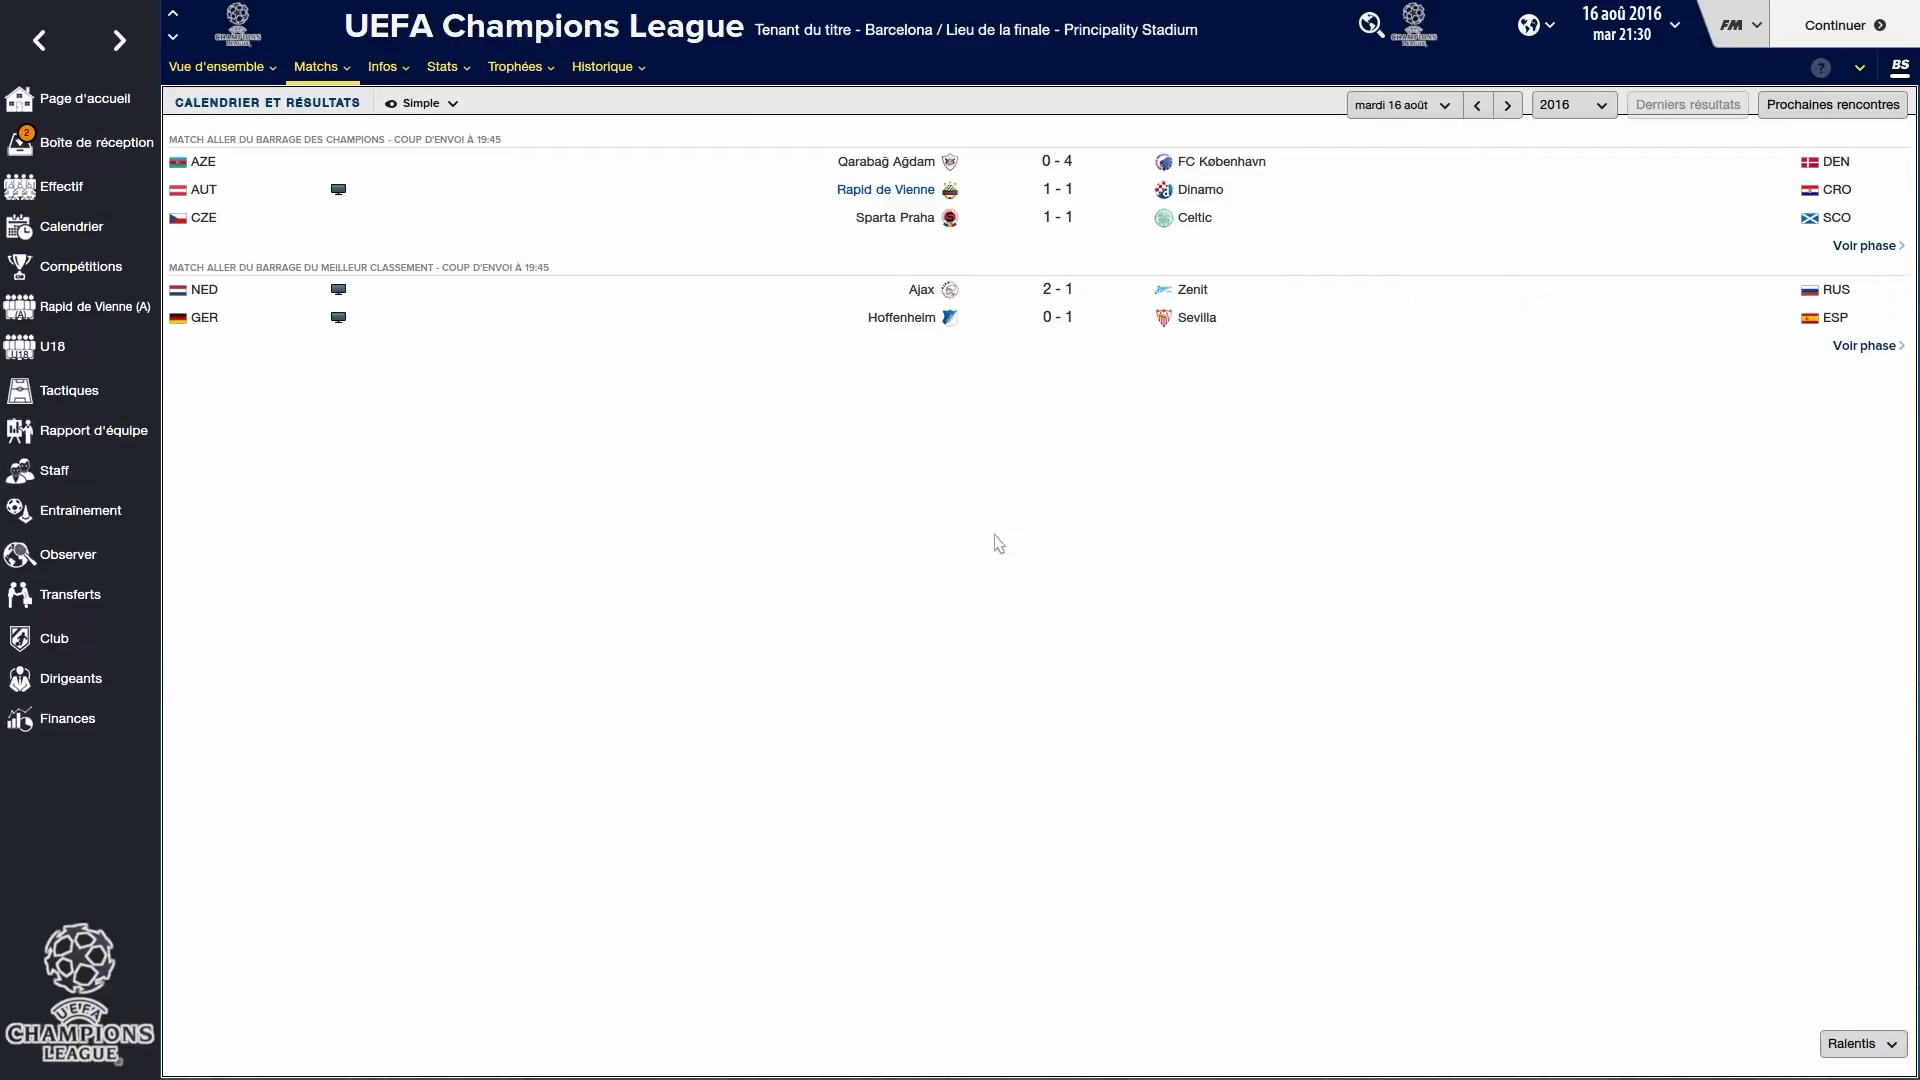 UEFA Champions League Tenant du titre - Barcelona / Lieu de la finale - Principality Stadium
16 aoû 2016
mar 21:30
FM
Continuer
Vue d'ensemble Matchs Infos Stats Trophées Historique
? BS
CALENDRIER ET RÉSULTATS Simple mardi 16 août 2016 Derniers résultats Prochaines rencontres
Page d'accueil
2
Boîte de réception
Effectif
Calendrier
Compétitions
(A)
Rapid de Vienne (A)
U18
U18
Tactiques
Rapport d'équipe
Staff
Entraînement
Observer
Transferts
Club
Dirigeants
Finances
MATCH ALLER DU BARRAGE DES CHAMPIONS - COUP D'ENVOI À 19:45
AZE Qarabağ Ağdam 0 - 4 FC København DEN
AUT Rapid de Vienne 1 - 1 Dinamo CRO
CZE Sparta Praha 1 - 1 Celtic SCO
Voir phase
MATCH ALLER DU BARRAGE DU MEILLEUR CLASSEMENT - COUP D'ENVOI À 19:45
NED Ajax 2 - 1 Zenit RUS
GER Hoffenheim 0 - 1 Sevilla ESP
Voir phase
UEFA
CHAMPIONS
LEAGUE
Ralentis